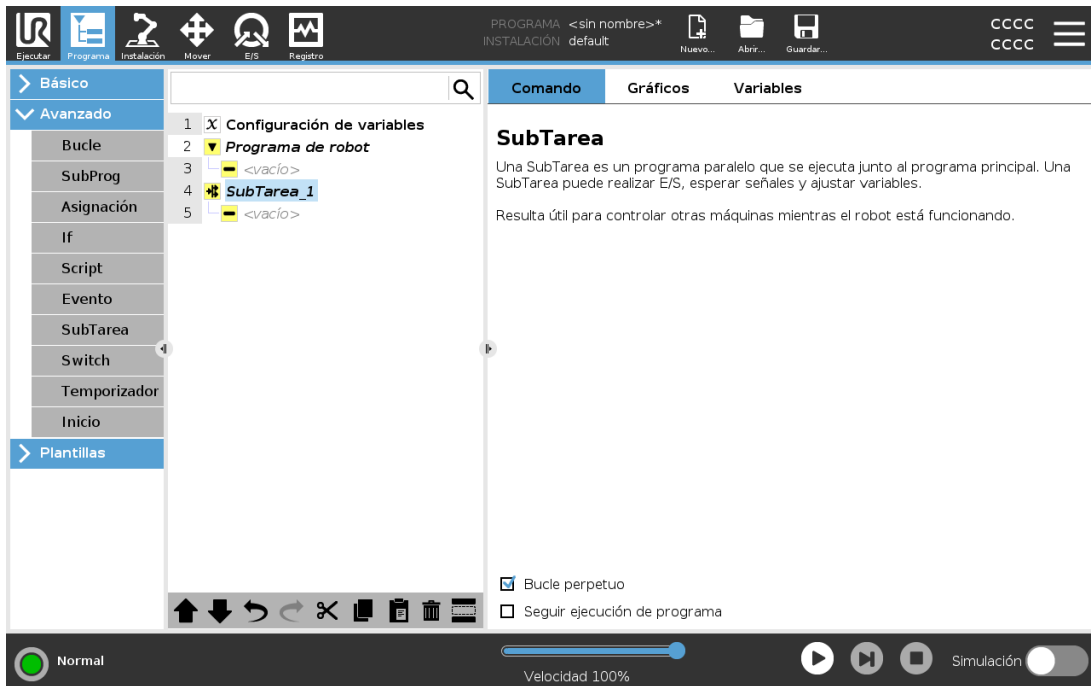 UR
PROGRAMA <sin nombre>*
INSTALACIÓN default
CCCC
CCCC
Ejecutar Programa Instalación Mover E/S Registro Nuevo... Abrir... Guardar...
Básico
Avanzado
Bucle
SubProg
Asignación
If
Script
Evento
SubTarea
Switch
Temporizador
Inicio
Plantillas
1 X Configuración de variables
2 Programa de robot
3 <vacío>
4 SubTarea_1
5 <vacío>
Comando Gráficos Variables
SubTarea
Una SubTarea es un programa paralelo que se ejecuta junto al programa principal. Una
SubTarea puede realizar E/S, esperar señales y ajustar variables.
Resulta útil para controlar otras máquinas mientras el robot está funcionando.
Bucle perpetuo
Seguir ejecución de programa
Normal
Velocidad 100%
Simulación